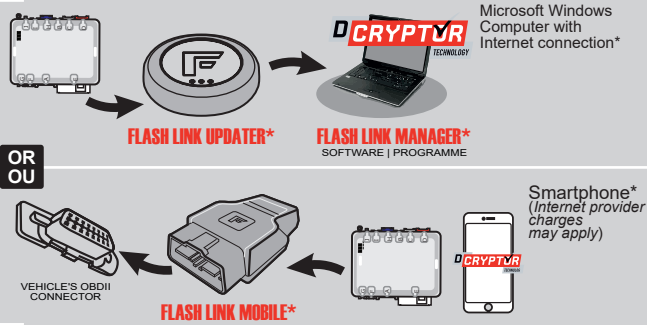 Microsoft Windows
Computer with
Internet connection*
DCRYPTOR
TECHNOLOGY
FLASH LINK UPDATER*
FLASH LINK MANAGER*
SOFTWARE | PROGRAMME
OR
OU
Smartphone*
(Internet provider
charges
may apply)
DCRYPTOR
TECHNOLOGY
VEHICLE'S OBDII
CONNECTOR
FLASH LINK MOBILE*